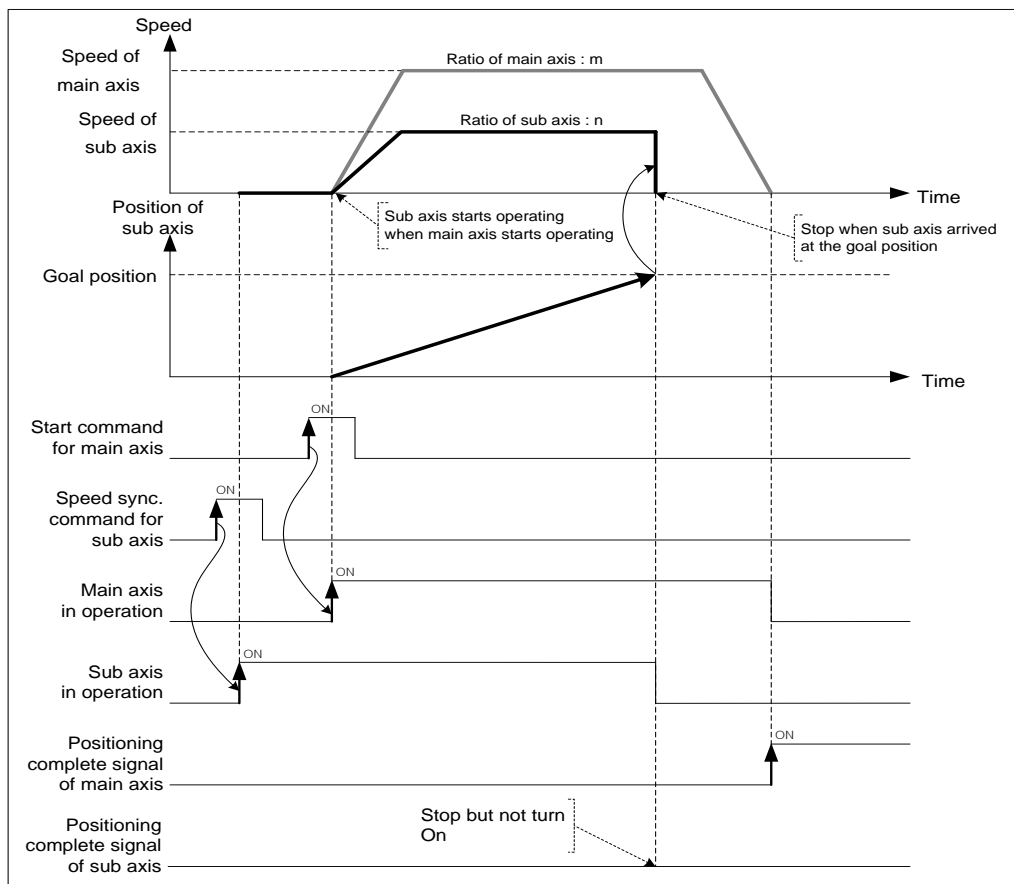 Speed
Speed of
main axis
Ratio of main axis : m
Speed of
sub axis
Ratio of sub axis : n
Time
Position of
sub axis
Sub axis starts operating
when main axis starts operating
Stop when sub axis arrived
at the goal position
Goal position
Time
Start command
for main axis
ON
Speed sync.
command for
sub axis
ON
Main axis
in operation
ON
Sub axis
in operation
ON
Positioning
complete signal
of main axis
ON
Positioning
complete signal
of sub axis
Stop but not turn
On